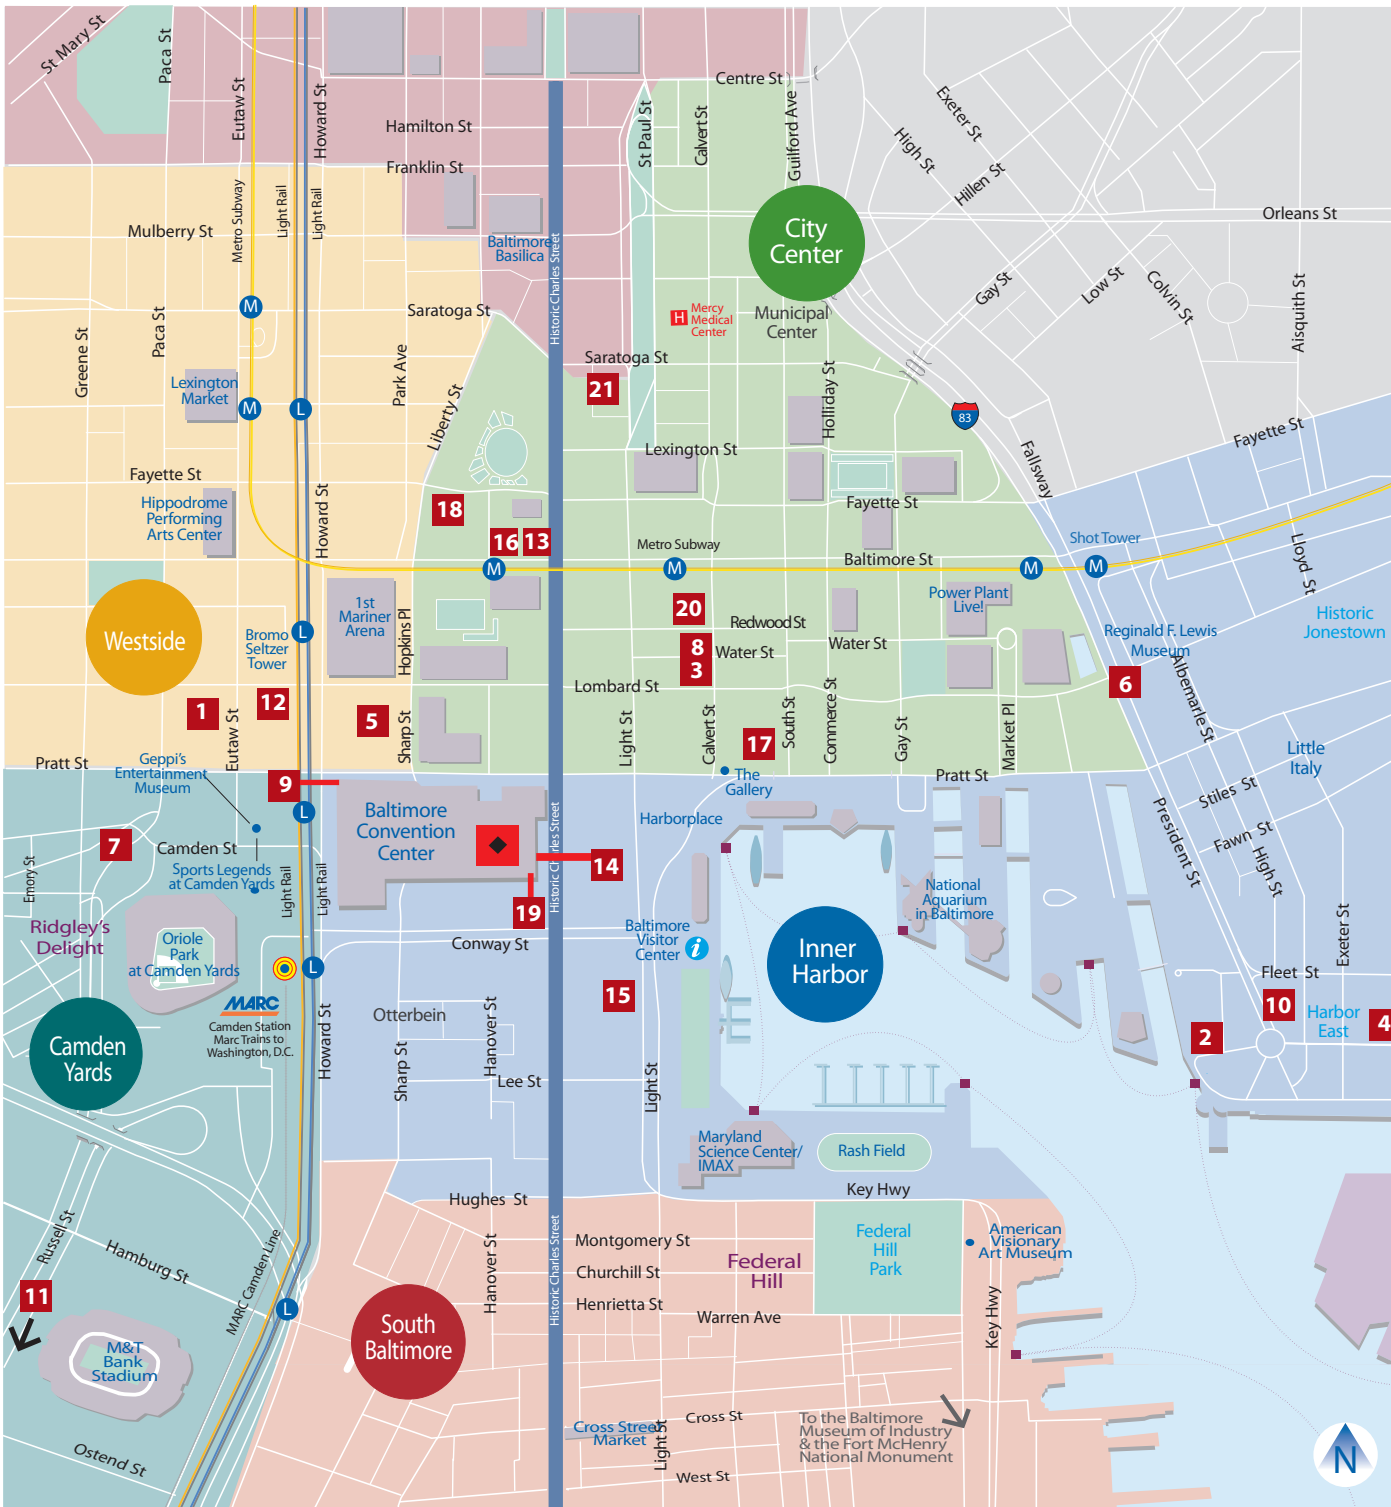 St Mary St
Paca St
Eutaw St
Howard St
Centre St
Hamilton St
Franklin St
St Paul St
Calvert St
Guilford Ave
Exeter St
High St
Hillen St
Orleans St
Mulberry St
Metro Subway
Light Rail
Light Rail
Baltimore
Basilica
Historic Charles Street
City
Center
Gay St
Low St
Colvin St
Aisquith St
M
Saratoga St
H
Mercy
Medical
Center
Municipal
Center
Greene St
Paca St
Park Ave
Liberty St
Saratoga St
Holliday St
Lexington
Market
M
L
21
83
Fallsway
Fayette St
Lexington St
Fayette St
Hippodrome
Performing
Arts Center
Howard St
18
16
13
Fayette St
Metro Subway
Baltimore St
Shot Tower
Lloyd St
M
M
M
M
1st
Mariner
Arena
Hopkins Pl
20
Redwood St
Power Plant
Live!
Historic
Jonestown
Westside
Bromo
Seltzer
Tower
L
8
3
Water St
Water St
Reginald F. Lewis
Museum
Albemarle St
6
Lombard St
1
12
5
Eutaw St
Sharp St
Light St
Calvert St
17
South St
Commerce St
Gay St
Market Pl
Little
Italy
Pratt St
Geppi's
Entertainment
Museum
9
The
Gallery
Pratt St
Stiles St
President St
Fawn St
High St
L
Baltimore
Convention
Center
Harborplace
7
Camden St
14
Emory St
Sports Legends
at Camden Yards
Light Rail
Light Rail
Historic Charles Street
19
National
Aquarium
in Baltimore
Ridgley's
Delight
Oriole
Park
at Camden Yards
Conway St
Baltimore
Visitor
Center
i
Inner
Harbor
Exeter St
Fleet St
L
MARC
Camden Station
Marc Trains to
Washington, D.C.
15
10
Harbor
East
4
2
Otterbein
Camden
Yards
Howard St
Sharp St
Hanover St
Lee St
Light St
Maryland
Science Center/
IMAX
Rash Field
Key Hwy
Hughes St
Russell St
Hamburg St
MARC Camden Line
Hanover St
Historic Charles Street
Montgomery St
Churchill St
Henrietta St
Federal
Hill
Warren Ave
Federal
Hill
Park
American
Visionary
Art Museum
Key Hwy
11
L
South
Baltimore
M&T
Bank
Stadium
Ostend St
Cross Street
Market
Light St
Cross St
West St
To the Baltimore
Museum of Industry
& the Fort McHenry
National Monument
N